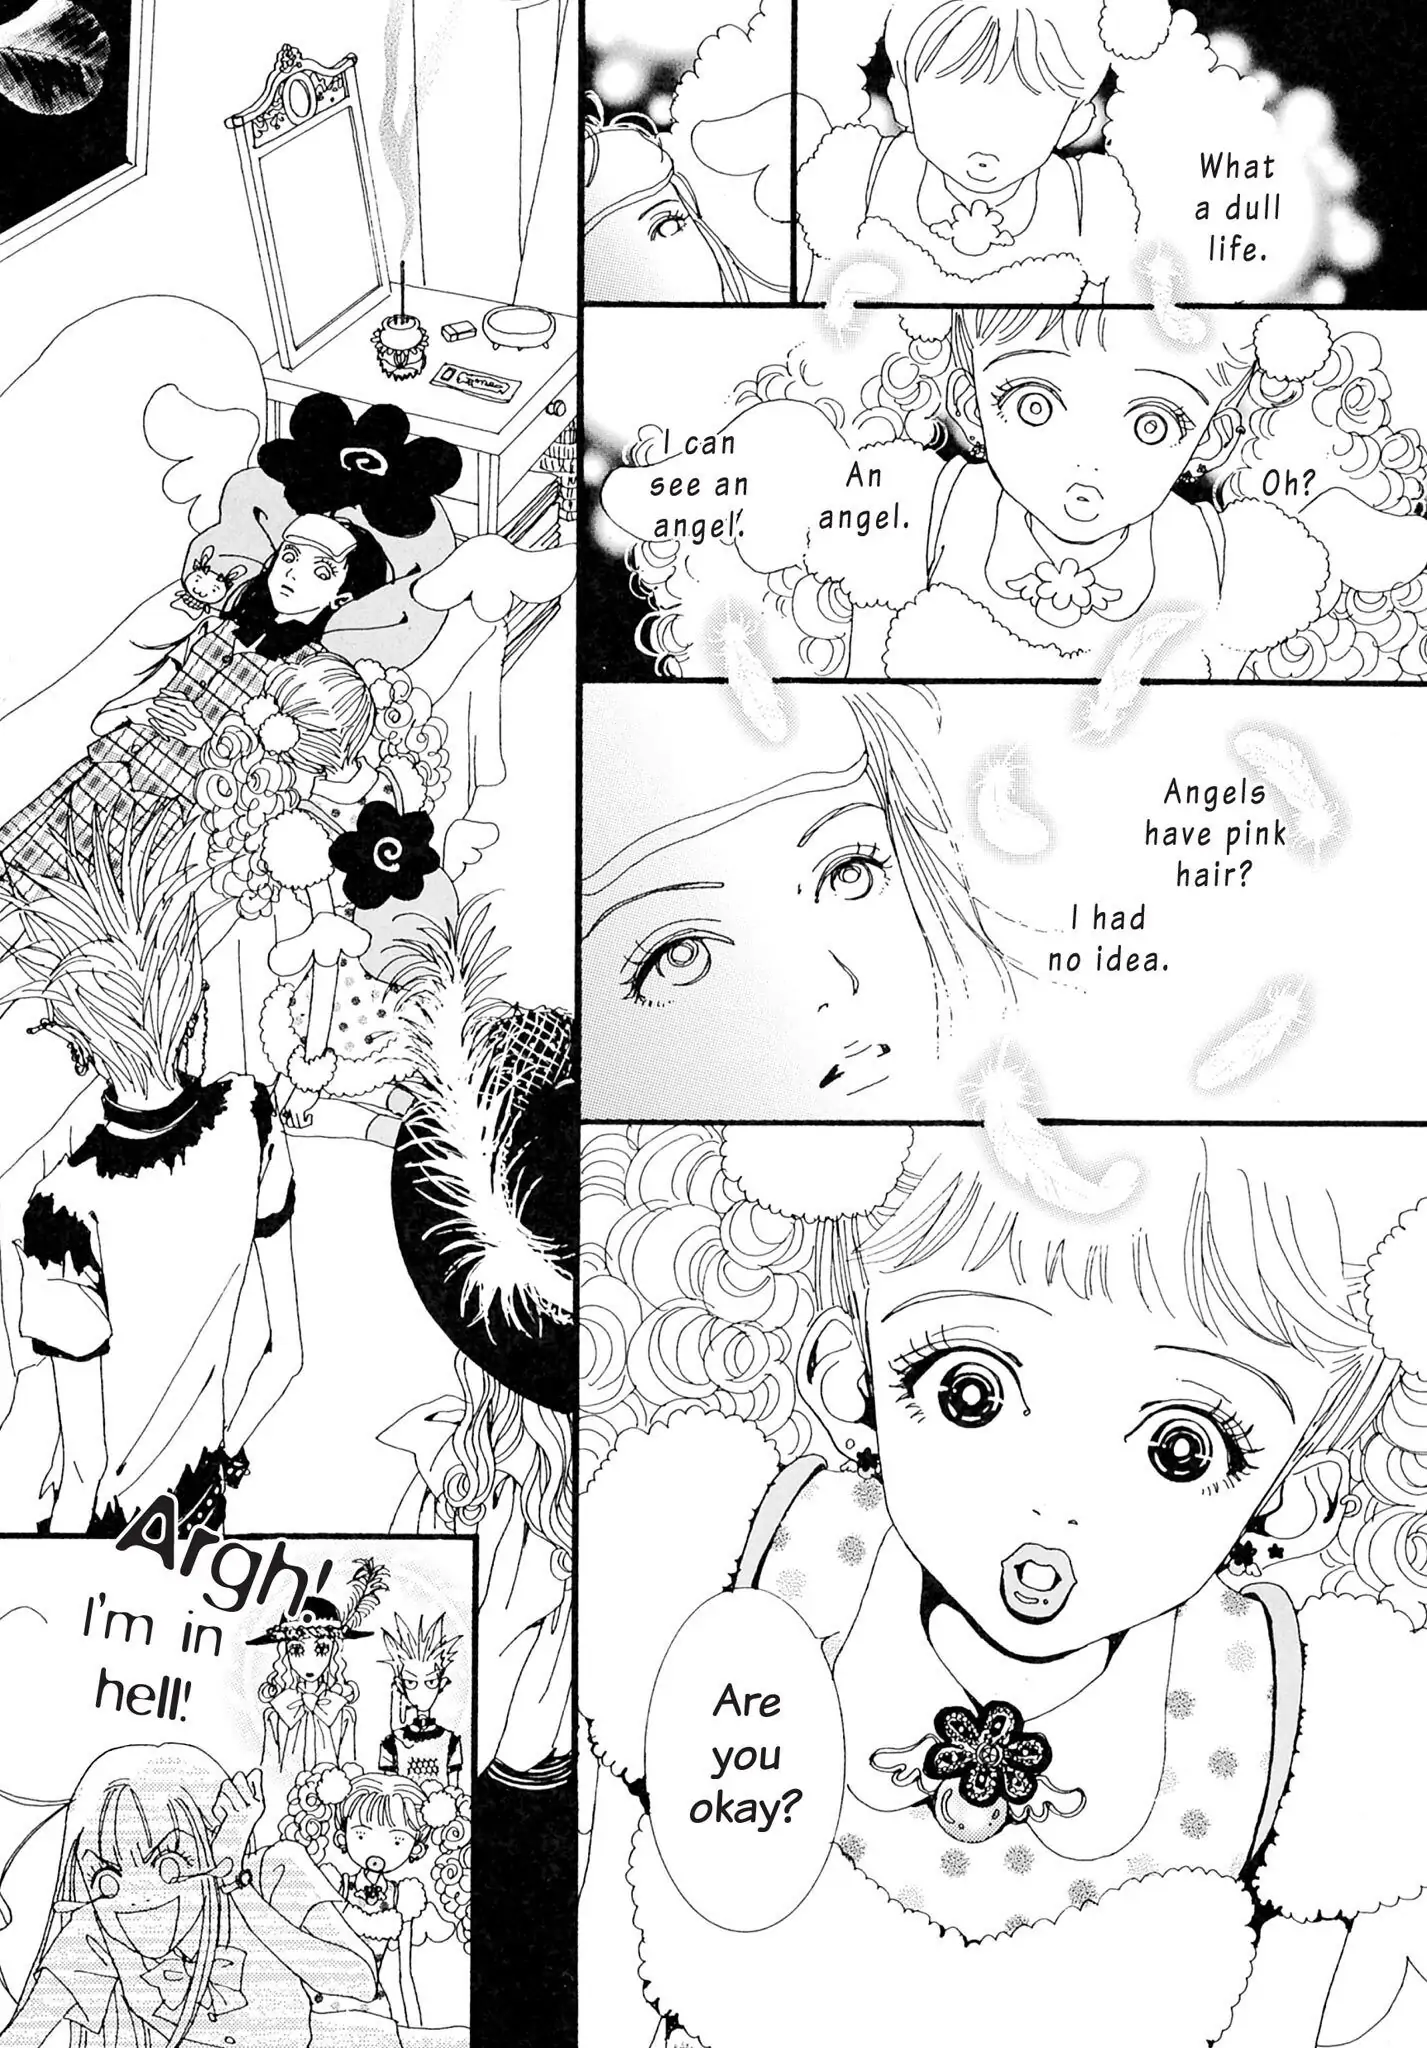 What
a dull
life.
Oh?
An
angel.
I can
see an
angel.
Angels
have pink
hair?
I had
no idea.
Are
you
okay?
Argh!
I'm in
hell!